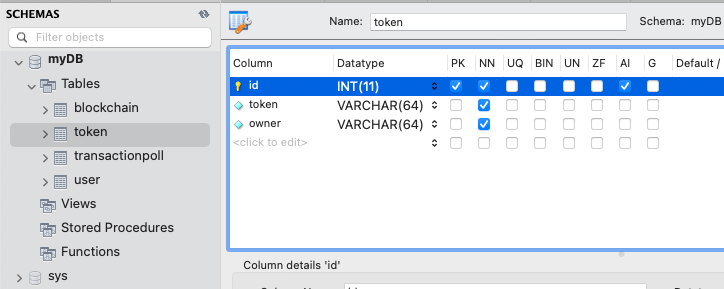 SCHEMAS
Filter objects
myDB
Tables
blockchain
token
transactionpoll
user
Views
Stored Procedures
Functions
sys
Name: token Schema: myDB
Column Datatype PK NN UQ BIN UN ZF AI G Default /
id INT(11)
token VARCHAR(64)
owner VARCHAR(64)
<click to edit>
Column details 'id'